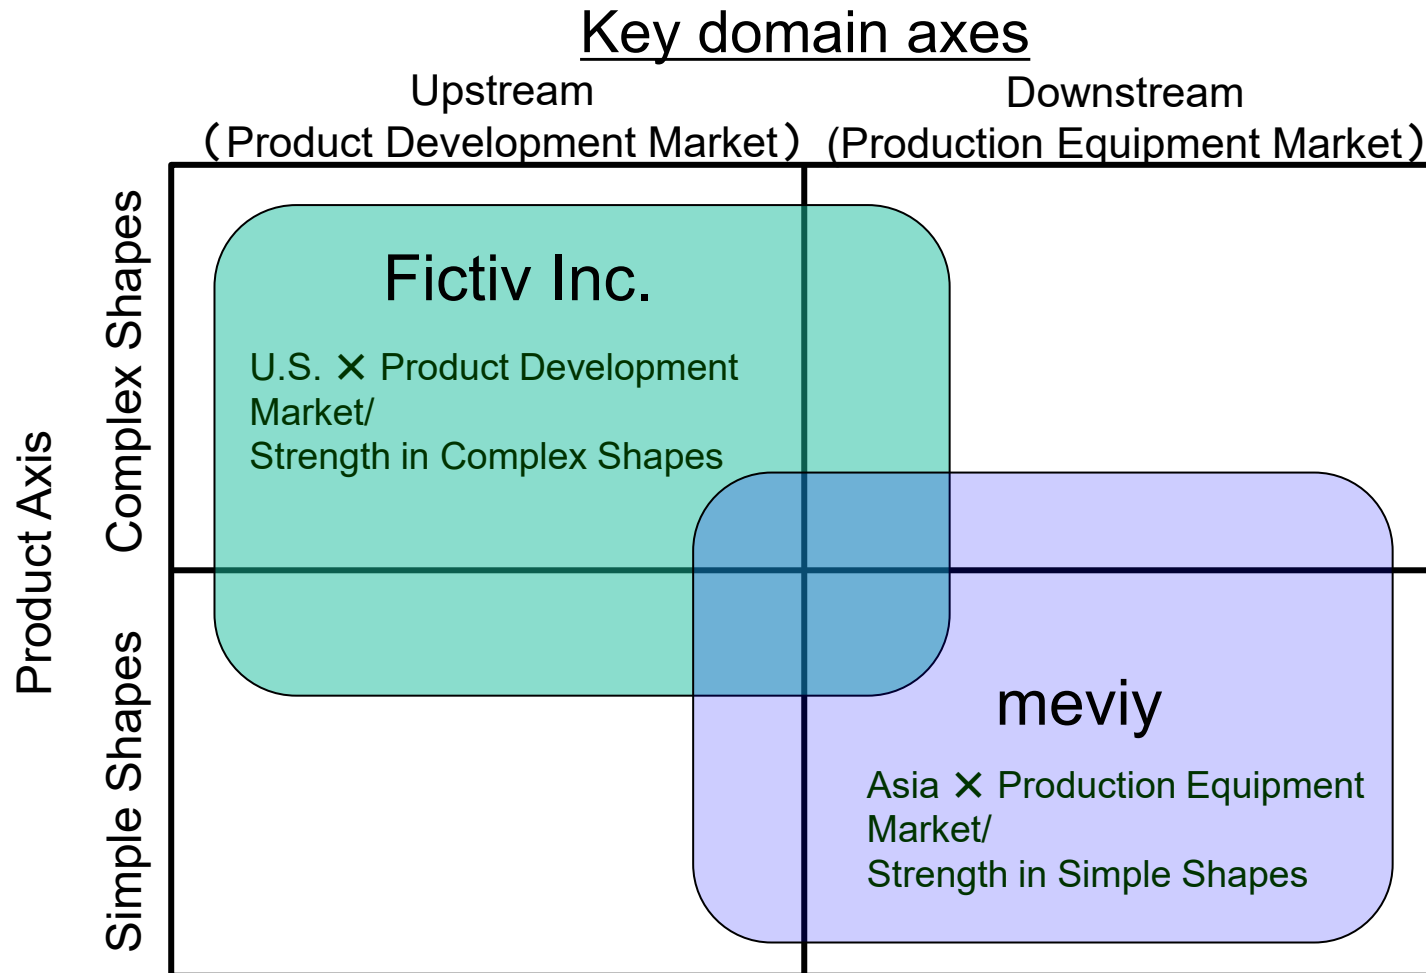 Key domain axes
Upstream
（Product Development Market）
Downstream
(Production Equipment Market）
Product Axis
Complex Shapes
Simple Shapes
Fictiv Inc.
U.S. ✕ Product Development
Market/
Strength in Complex Shapes
meviy
Asia ✕ Production Equipment
Market/
Strength in Simple Shapes